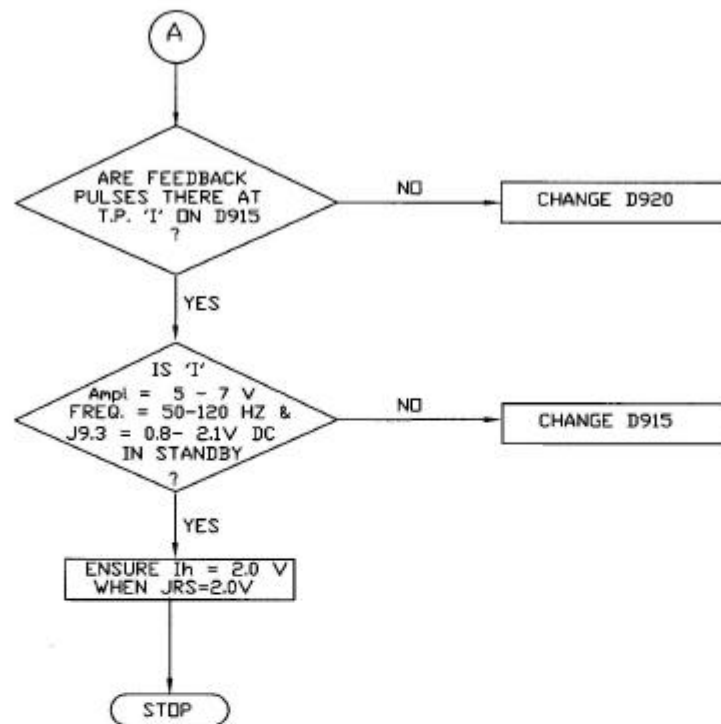 A
ARE FEEDBACK
PULSES THERE AT
T.P. 'I' ON D915
?
NO
CHANGE D920
YES
IS 'I'
Ampl = 5 - 7 V
FREQ. = 50-120 HZ &
J9.3 = 0.8- 2.1V DC
IN STANDBY
?
NO
CHANGE D915
YES
ENSURE Ih = 2.0 V
WHEN JRS=2.0V
STOP